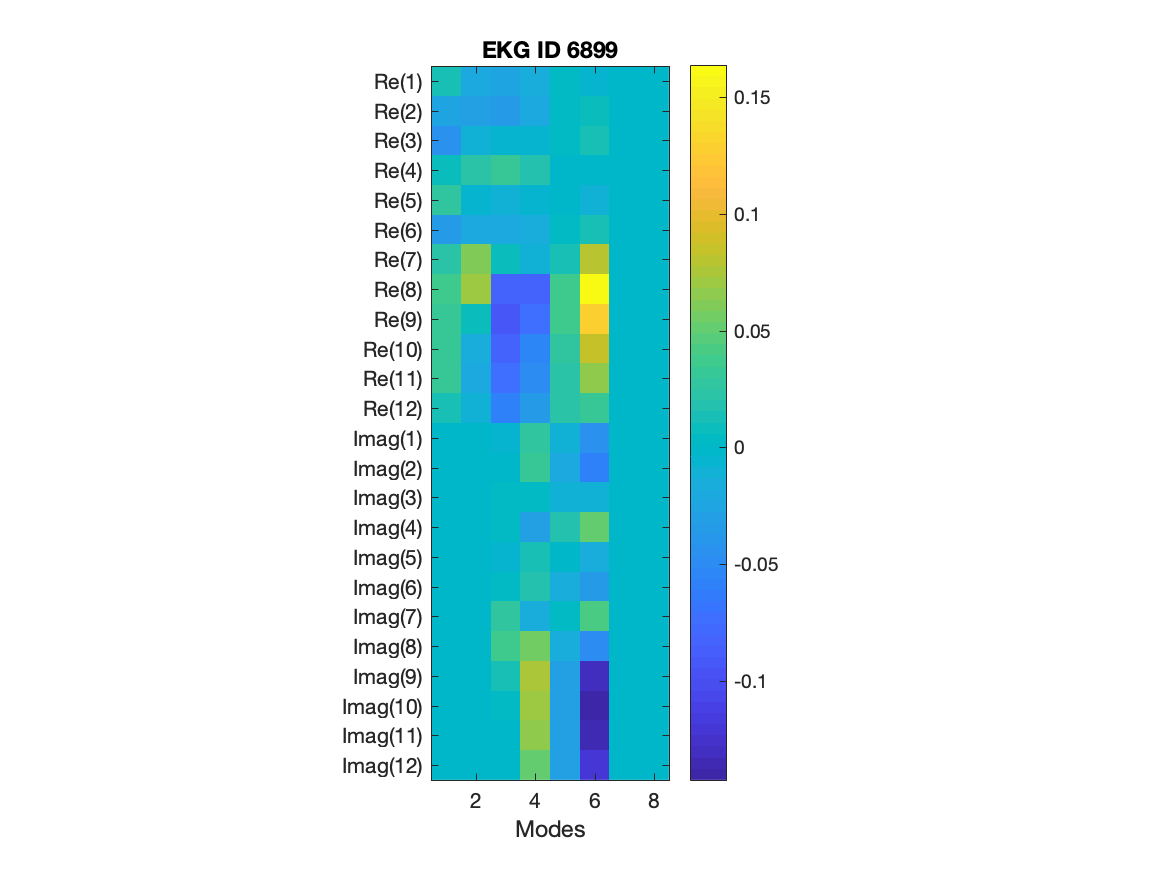 EKG ID 6899
Re(1)
Re(2)
Re(3)
Re(4)
Re(5)
Re(6)
Re(7)
Re(8)
Re(9)
Re(10)
Re(11)
Re(12)
Imag(1)
Imag(2)
Imag(3)
Imag(4)
Imag(5)
Imag(6)
Imag(7)
Imag(8)
Imag(9)
Imag(10)
Imag(11)
Imag(12)
2 4 6 8
Modes
0.15
0.1
0.05
0
-0.05
-0.1